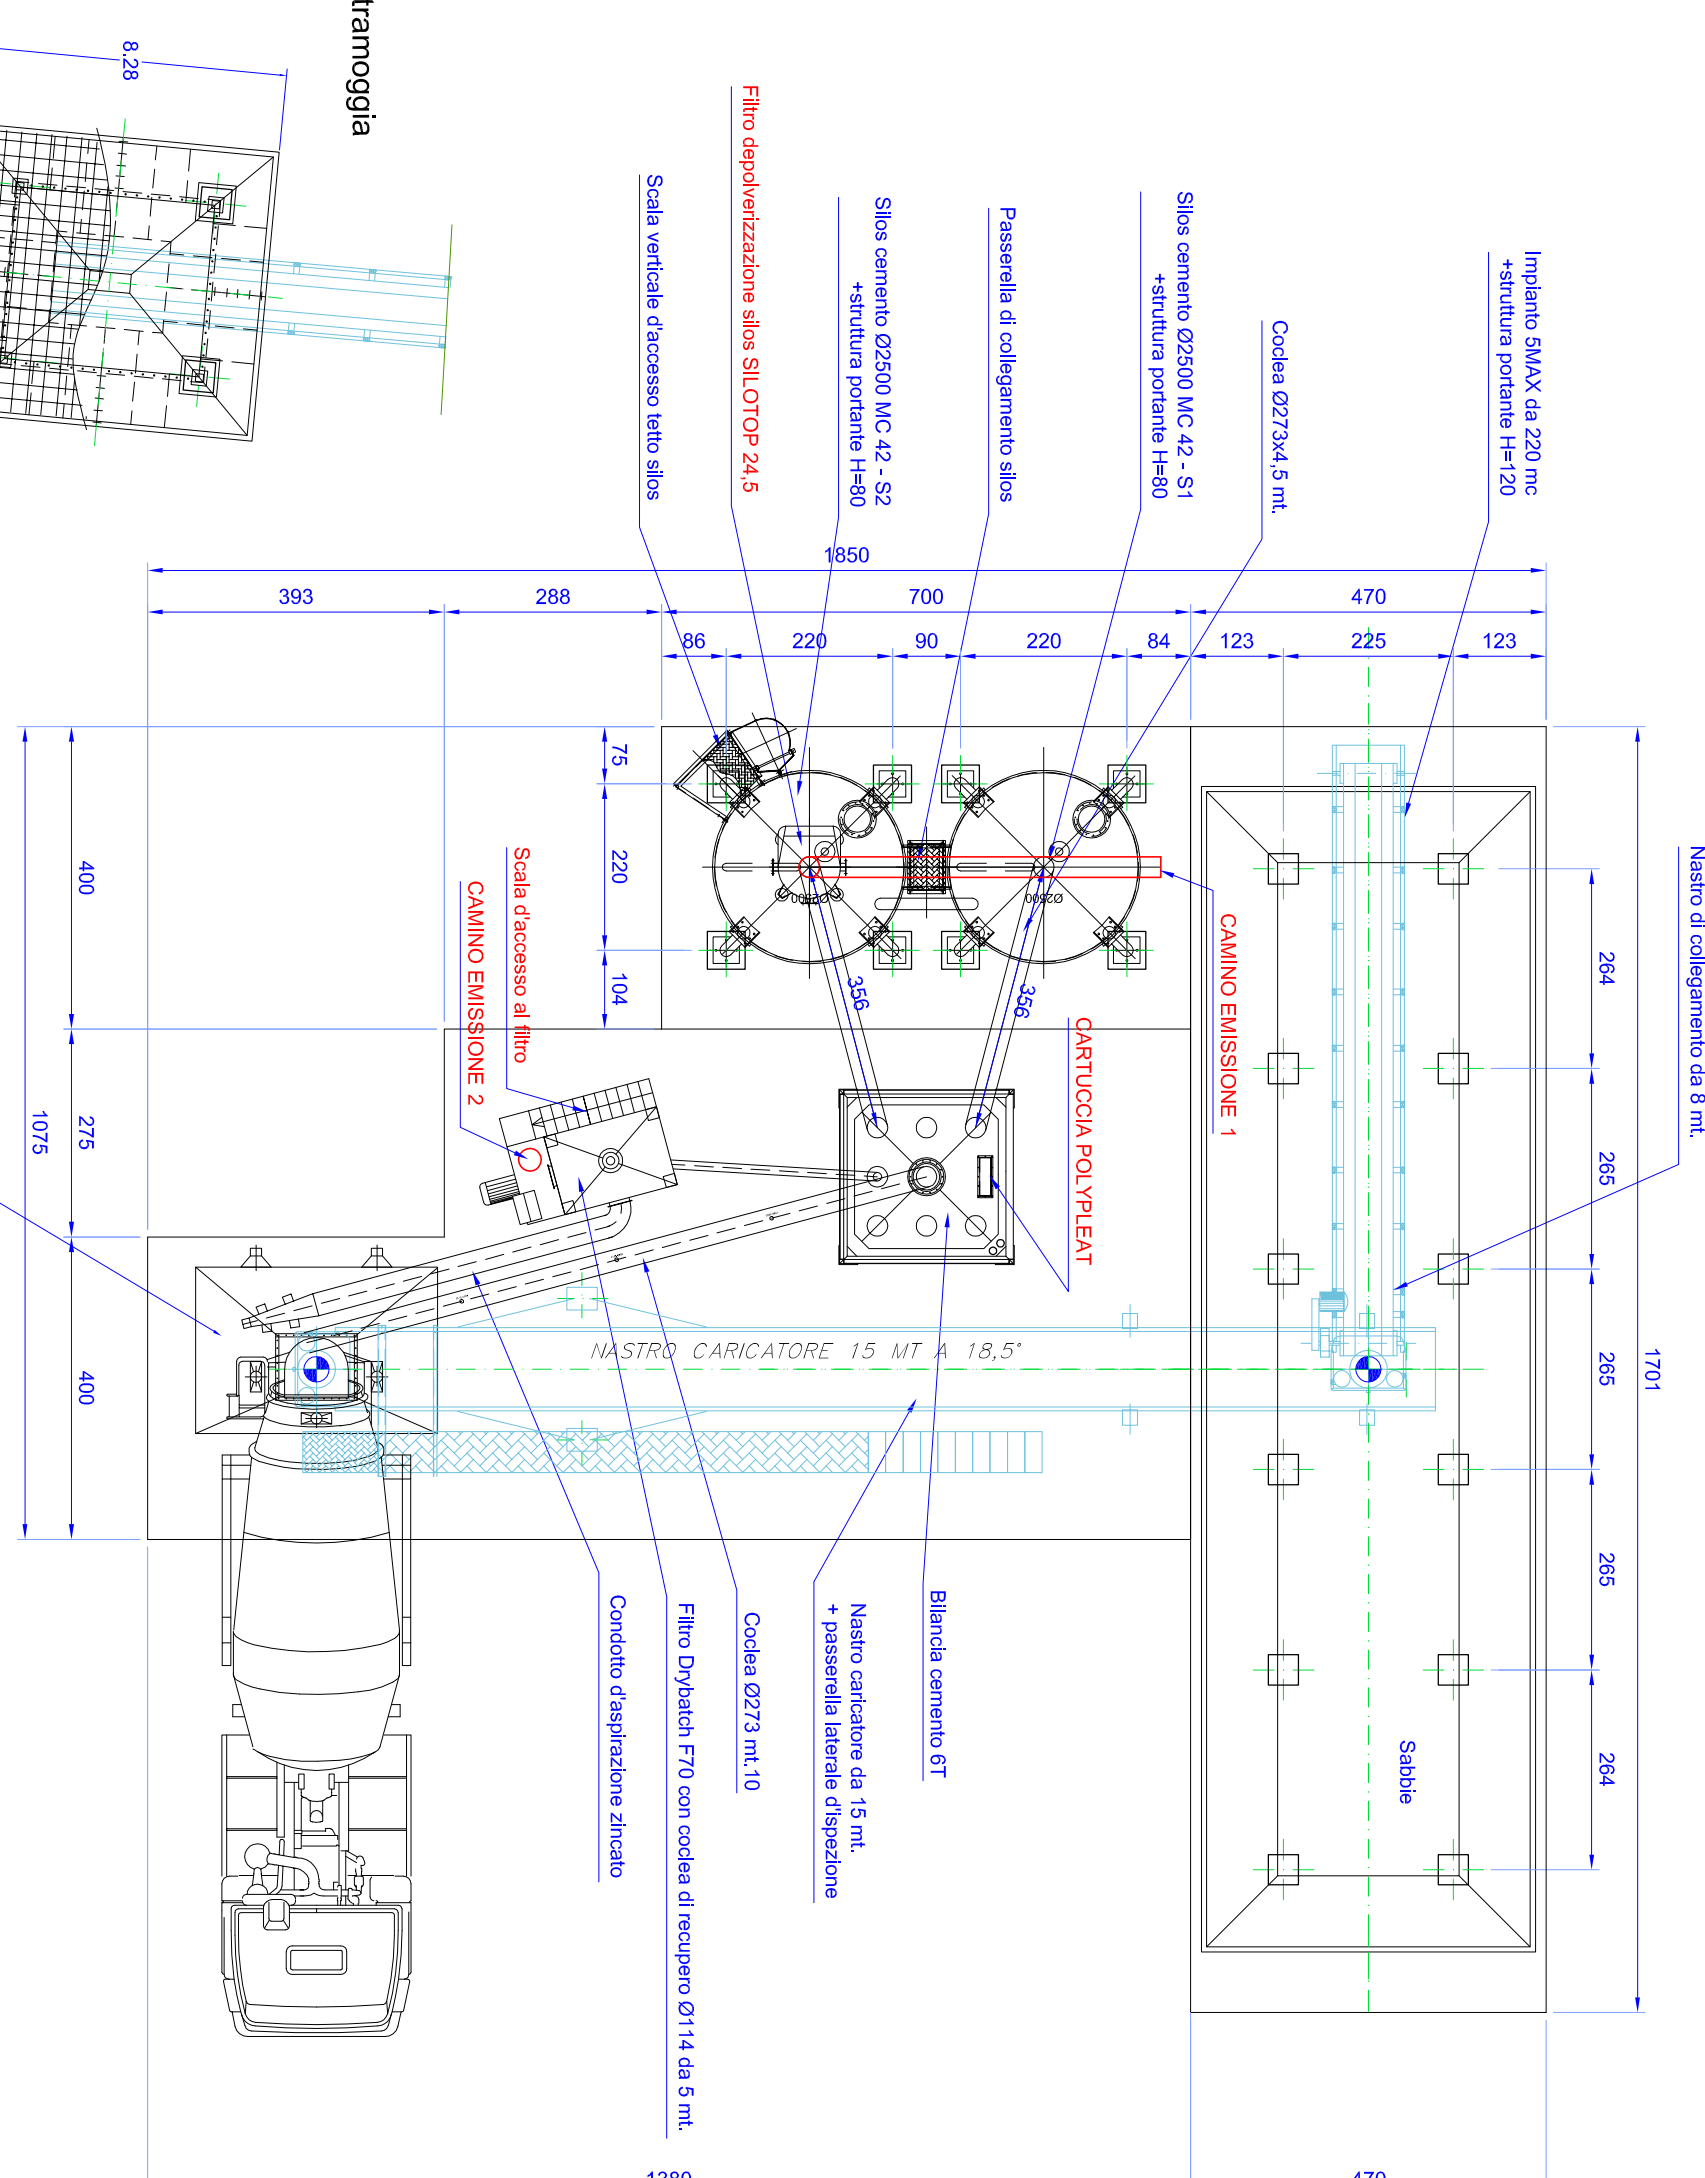 tramoggia
8.28
Impianto 5MAX da 220 mc
+struttura portante H=120
Coclea Ø273x4,5 mt.
Silos cemento Ø2500 MC 42 - S1
+struttura portante H=80
Passerella di collegamento silos
Silos cemento Ø2500 MC 42 - S2
+struttura portante H=80
Filtro depolverizzazione silos SILOTOP 24,5
Scala verticale d'accesso tetto silos
1850
393
288
700
470
86
220
90
220
84
123
225
123
75
220
104
400
275
400
1075
Ø2500
Ø2500
356
356
Nastro di collegamento da 8 mt.
CAMINO EMISSIONE 1
CARTUCCIA POLYPLEAT
Scala d'accesso al filtro
CAMINO EMISSIONE 2
264
265
265
265
264
1701
NASTRO CARICATORE 15 MT A 18,5°
Sabbie
Bilancia cemento 6T
Nastro caricatore da 15 mt.
+ passerella laterale d'ispezione
Coclea Ø273 mt.10
Filtro Drybatch F70 con coclea di recupero Ø114 da 5 mt.
Condotto d'aspirazione zincato
1380
470